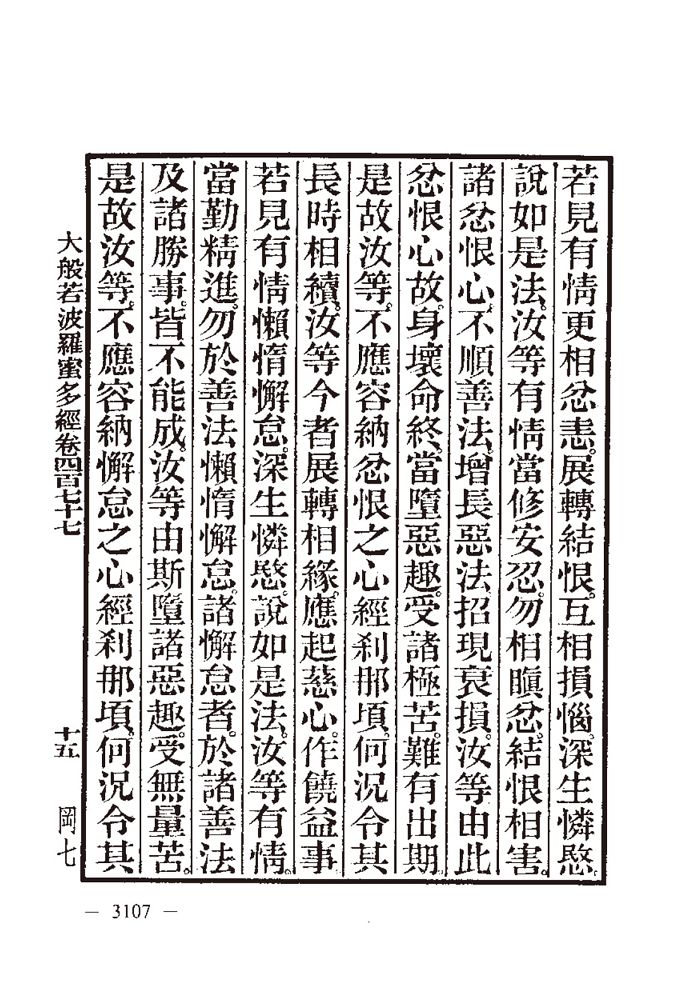 若見有情更相忿恚。展轉結恨。互相損惱。深生憐愍。
說如是法。汝等有情當修安忍。勿相瞋忿。結恨相害。
諸忿恨心。不順善法。增長惡法。招現衰損。汝等由此
忿恨心故。身壞命終。當墮惡趣。受諸極苦。難有出期。
是故汝等。不應容納忿恨之心經刹那頃。何況令其
長時相續。汝等今者展轉相緣。應起慈心。作饒益事。
若見有情懶惰懈怠。深生憐愍。說如是法。汝等有情。
當勤精進。勿於善法懶惰懈怠。諸懈怠者。於諸善法
及諸勝事。皆不能成。汝等由斯墮諸惡趣。受無量苦。
是故汝等。不應容納懈怠之心經刹那頃。何況令其
大般若波羅蜜多經卷四百七十七
十五
岡七
— 3107 —